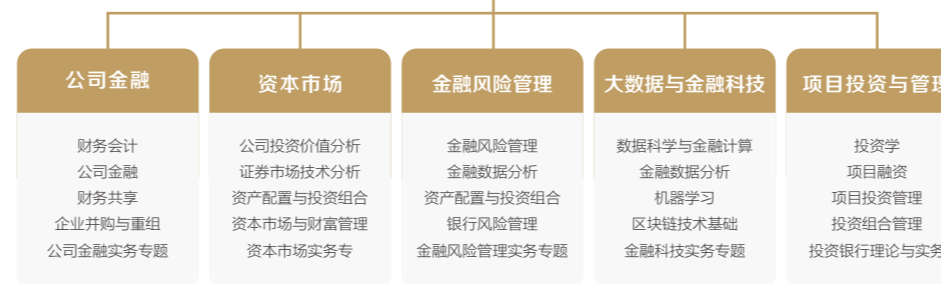 公司金融
财务会计
公司金融
财务共享
企业并购与重组
公司金融实务专题
资本市场
公司投资价值分析
证券市场技术分析
资产配置与投资组合
资本市场与财富管理
资本市场实务专
金融风险管理
金融风险管理
金融数据分析
资产配置与投资组合
银行风险管理
金融风险管理实务专题
大数据与金融科技
数据科学与金融计算
金融数据分析
机器学习
区块链技术基础
金融科技实务专题
项目投资与管理
投资学
项目融资
项目投资管理
投资组合管理
投资银行理论与实务